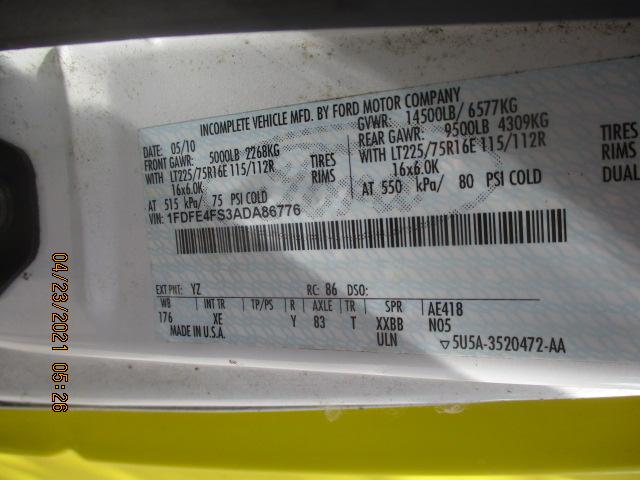 INCOMPLETE VEHICLE MFD. BY FORD MOTOR COMPANY
DATE: 05/10 GVWR: 14500LB/ 6577KG
FRONT GAWR: 5000LB 2268KG REAR GAWR: 9500LB 4309KG
WITH LT225/75R16E 115/112R TIRES WITH LT225/75R16E 115/112R TIRES
16x6.0K RIMS 16x6.0K RIMS
AT 515 kPa/ 75 PSI COLD AT 550 kPa/ 80 PSI COLD DUAL
VIN: 1FDFE4FS3ADA86776
EXT PNT: YZ RC: 86 DSO:
WB INT TR TP/PS R AXLE TR SPR AE418
176 XE Y 83 T XXBB N05
MADE IN U.S.A. ULN ▽5U5A-3520472-AA
04/23/2021 05:26